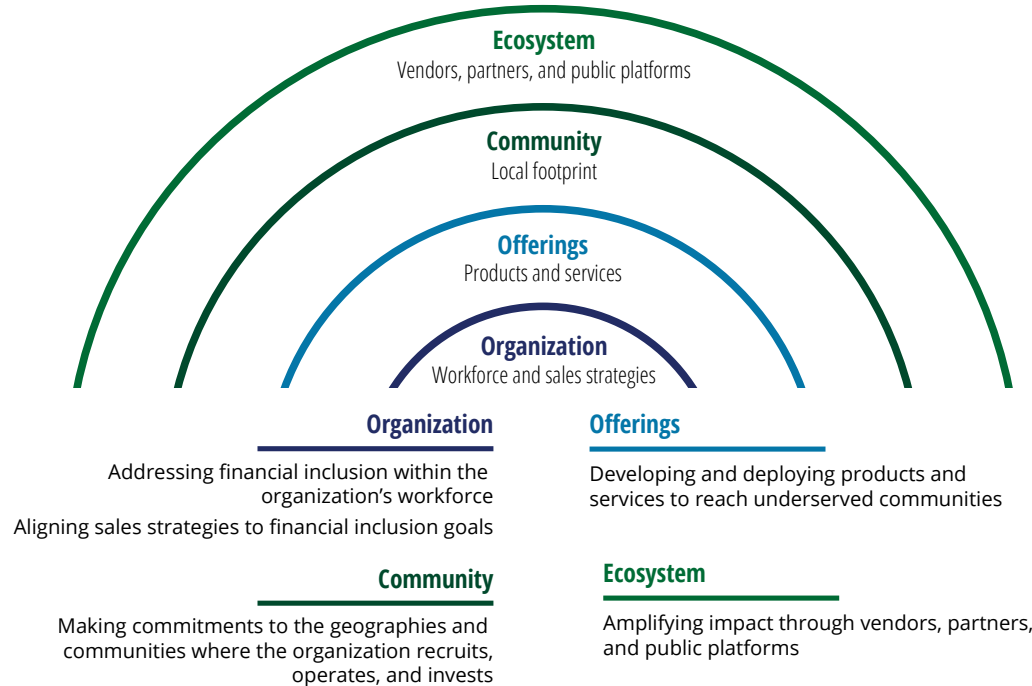 Ecosystem
Vendors, partners, and public platforms
Community
Local footprint
Offerings
Products and services
Organization
Workforce and sales strategies
Organization
Addressing financial inclusion within the
organization’s workforce
Aligning sales strategies to financial inclusion goals
Offerings
Developing and deploying products and
services to reach underserved communities
Community
Making commitments to the geographies and
communities where the organization recruits,
operates, and invests
Ecosystem
Amplifying impact through vendors, partners,
and public platforms